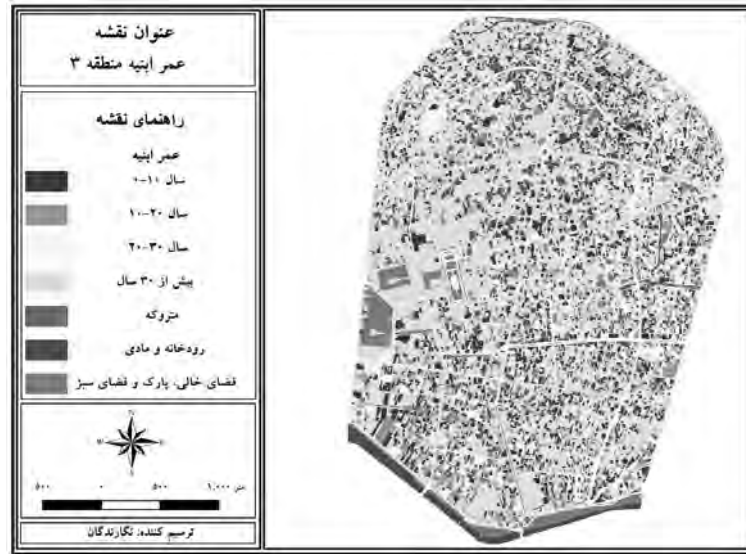 عنوان نقشه
عمر ابنیه منطقه ۳
راهنمای نقشه
عمر ابنیه
سال ۱۰-۰
سال ۲۰-۱۰
سال ۳۰-۲۰
بیش از ۳۰ سال
متروکه
رودخانه و مادی
فضای خالی، پارک و فضای سبز
N
W E
S
۵۰۰ ۰ ۵۰۰ ۱,۰۰۰ متر
ترسیم کننده: نگارندگان